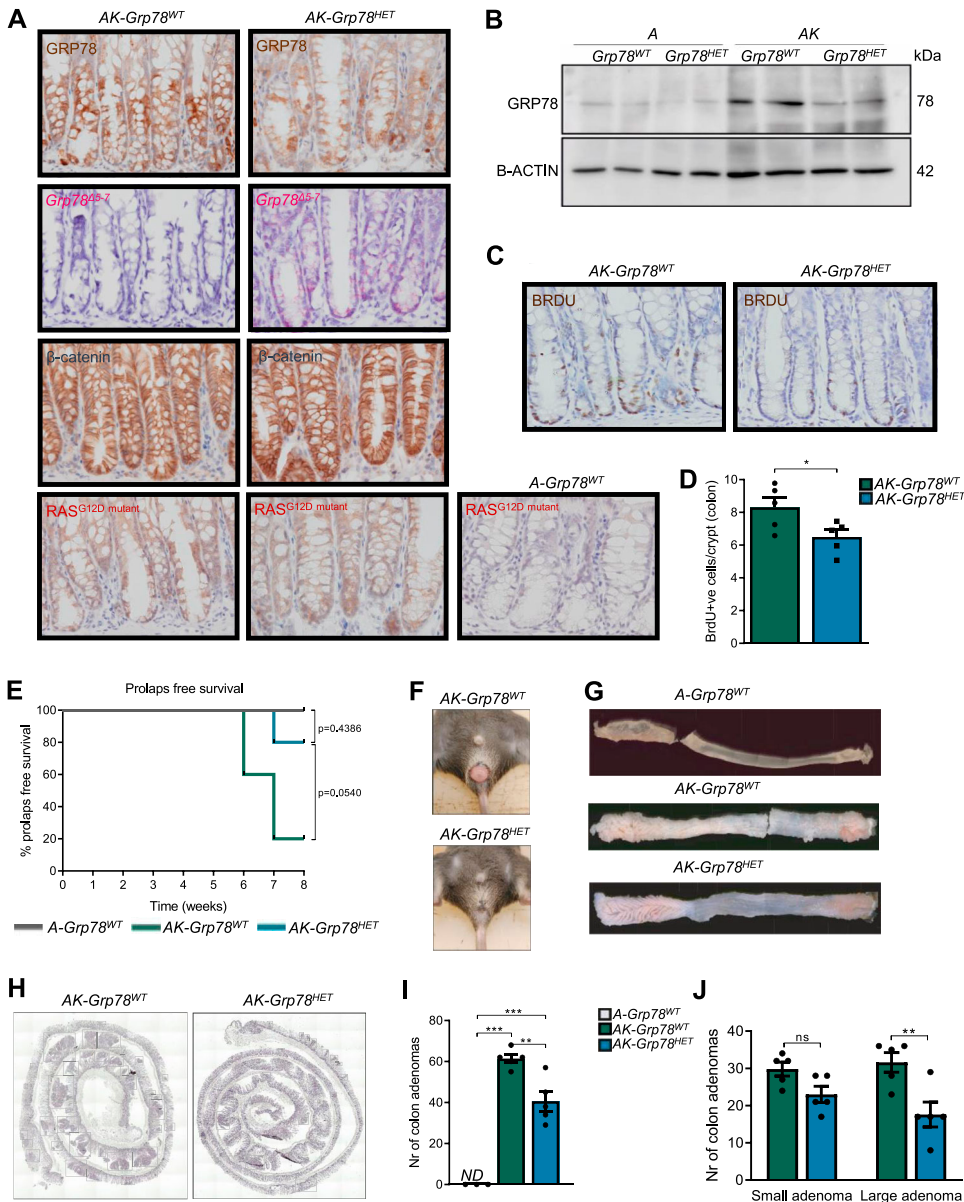 A
AK-Grp78WT
AK-Grp78HET
GRP78
GRP78
Grp78Δ5-7
Grp78Δ5-7
β-catenin
β-catenin
A-Grp78WT
RASG12D mutant
RASG12D mutant
RASG12D mutant
B
A
AK
Grp78WT
Grp78HET
Grp78WT
Grp78HET
kDa
GRP78
78
B-ACTIN
42
C
AK-Grp78WT
AK-Grp78HET
BRDU
BRDU
D
BrdU+ve cells/crypt (colon)
10
8
6
4
2
0
*
AK-Grp78WT
AK-Grp78HET
E
Prolaps free survival
% prolaps free survival
100
80
60
40
20
0
1
2
3
4
5
6
7
8
Time (weeks)
p=0.4386
p=0.0540
A-Grp78WT
AK-Grp78WT
AK-Grp78HET
F
AK-Grp78WT
AK-Grp78HET
G
A-Grp78WT
AK-Grp78WT
AK-Grp78HET
H
AK-Grp78WT
AK-Grp78HET
I
Nr of colon adenomas
80
60
40
20
0
***
***
**
ND
A-Grp78WT
AK-Grp78WT
AK-Grp78HET
J
Nr of colon adenomas
40
30
20
10
0
ns
**
Small adenoma
Large adenoma